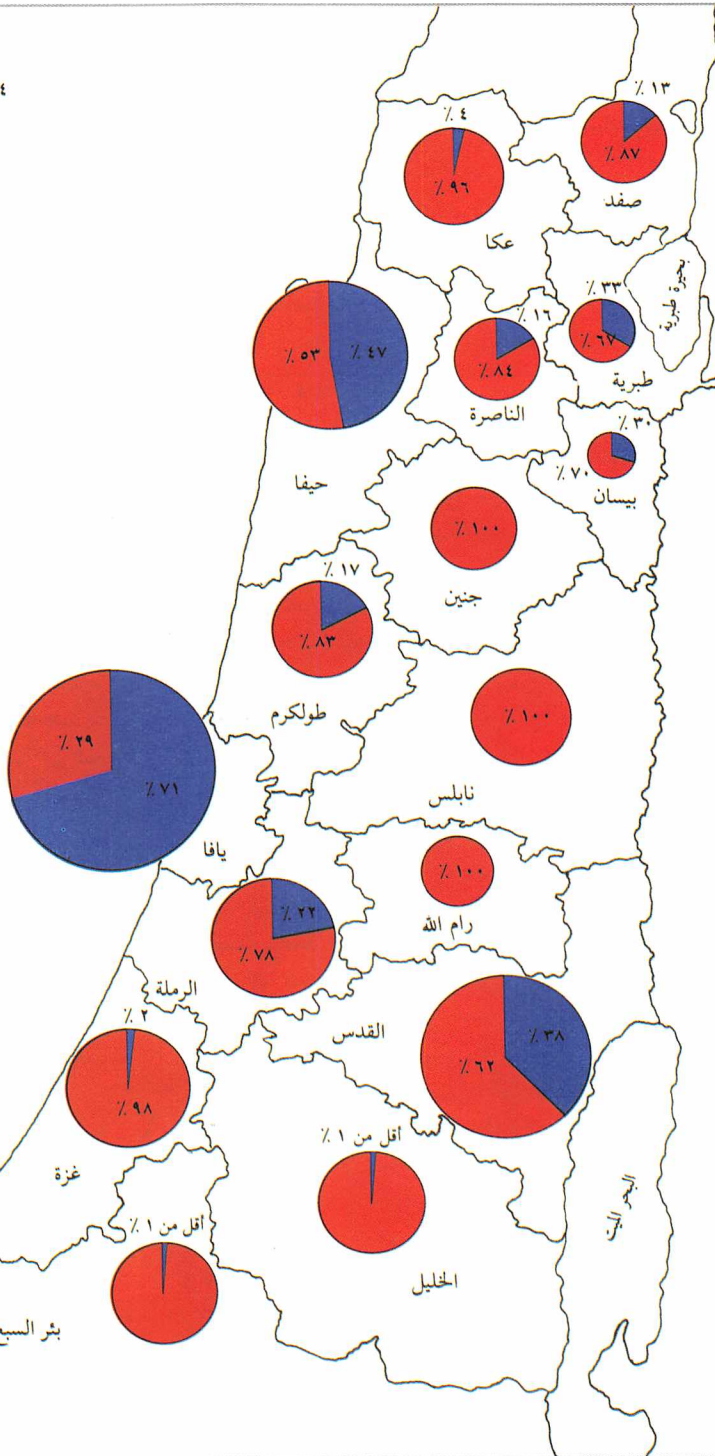 ٤
٪ ١٣
٪ ٨٧
صفد
٪ ٤
٪ ٩٦
عكا
بحيرة طبرية
٪ ٣٣
٪ ٦٧
طبرية
٪ ١٦
٪ ٨٤
الناصرة
٪ ٤٧
٪ ٥٣
حيفا
٪ ٣٠
٪ ٧٠
بيسان
٪ ١٠٠
جنين
٪ ١٧
٪ ٨٣
طولكرم
٪ ١٠٠
نابلس
٪ ٢٩
٪ ٧١
يافا
٪ ١٠٠
رام الله
٪ ٢٢
٪ ٧٨
الرملة
القدس
٪ ٣٨
٪ ٦٢
٪ ٢
٪ ٩٨
غزة
أقل من ١ ٪
الخليل
البحر الميت
أقل من ١ ٪
بئر السبع